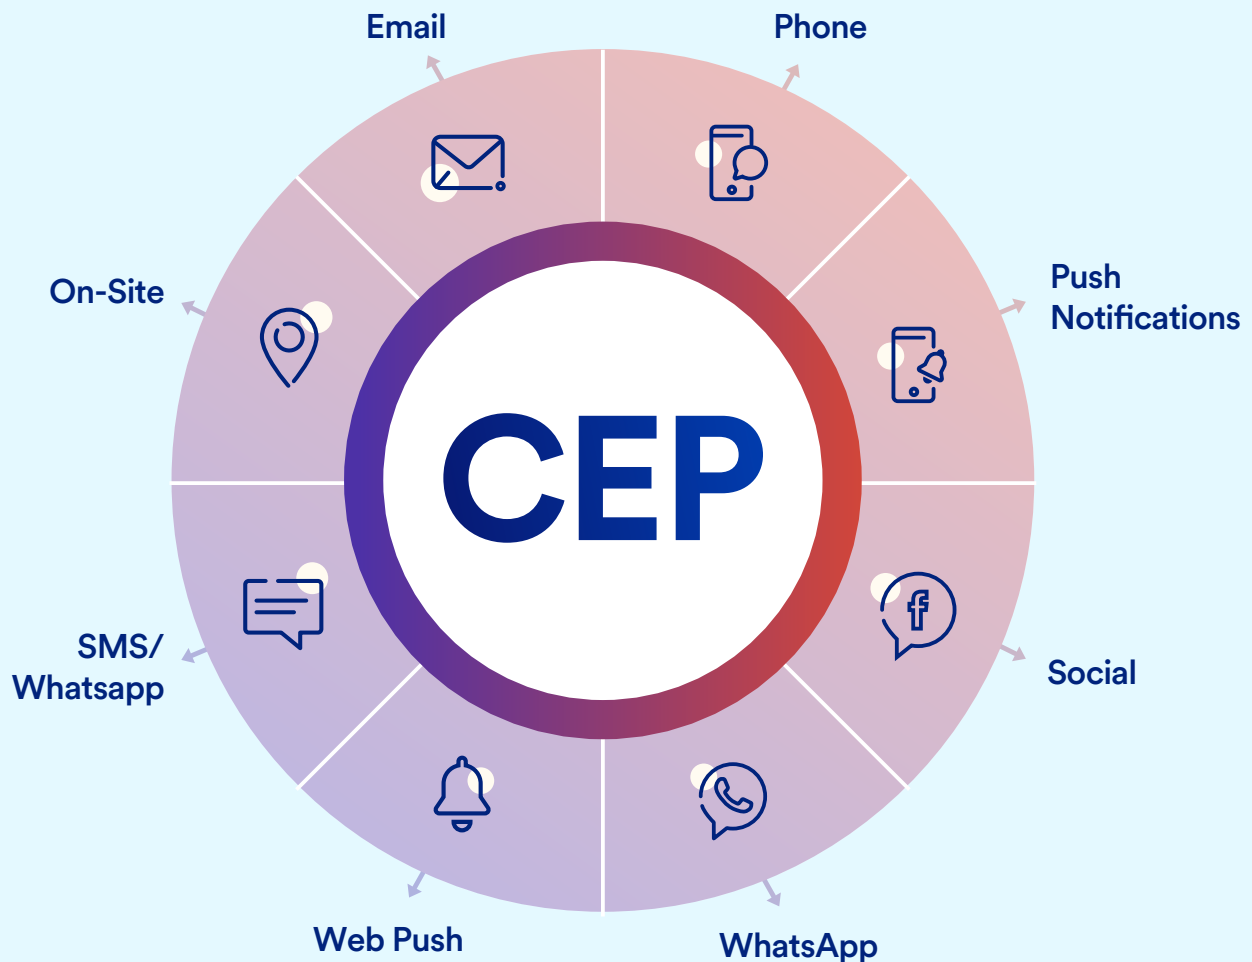 Email
Phone
On-Site
Push
Notifications
CEP
SMS/
Whatsapp
Social
Web Push
WhatsApp